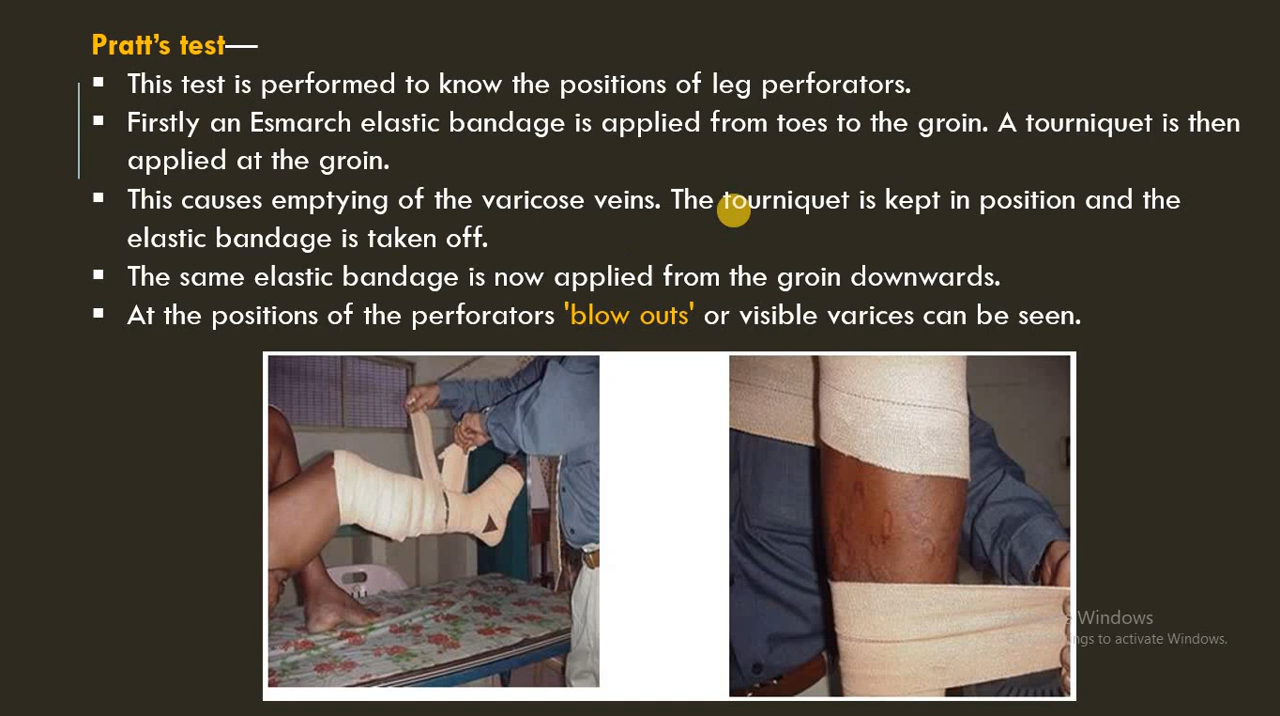 Pratt's test—
▪ This test is performed to know the positions of leg perforators.
▪ Firstly an Esmarch elastic bandage is applied from toes to the groin. A tourniquet is then
applied at the groin.
▪ This causes emptying of the varicose veins. The tourniquet is kept in position and the
elastic bandage is taken off.
▪ The same elastic bandage is now applied from the groin downwards.
▪ At the positions of the perforators 'blow outs' or visible varices can be seen.
Windows
to activate Windows.